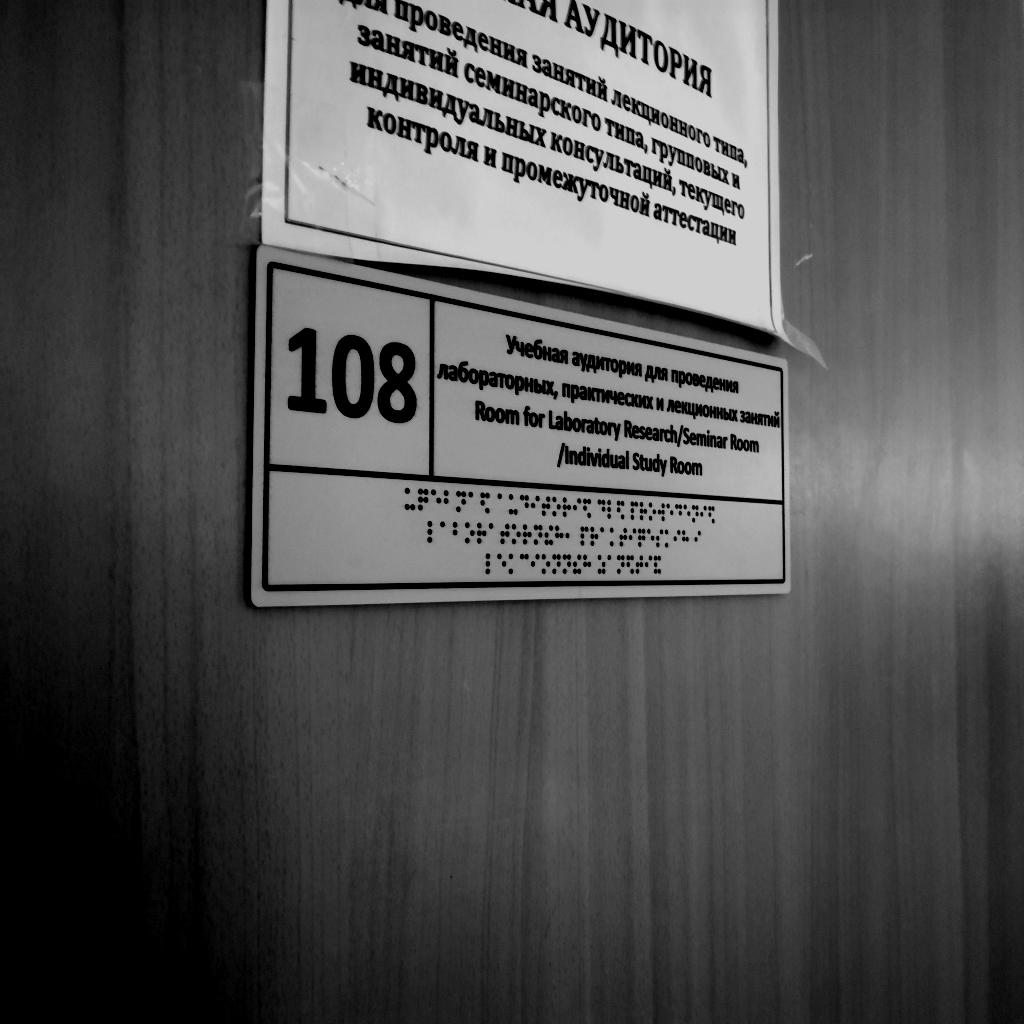 АУДИТОРИЯ
для проведения занятий лекционного типа,
занятий семинарского типа, групповых и
индивидуальных консультаций, текущего
контроля и промежуточной аттестации
108
Учебная аудитория для проведения
лабораторных, практических и лекционных занятий
Room for Laboratory Research/Seminar Room
/Individual Study Room